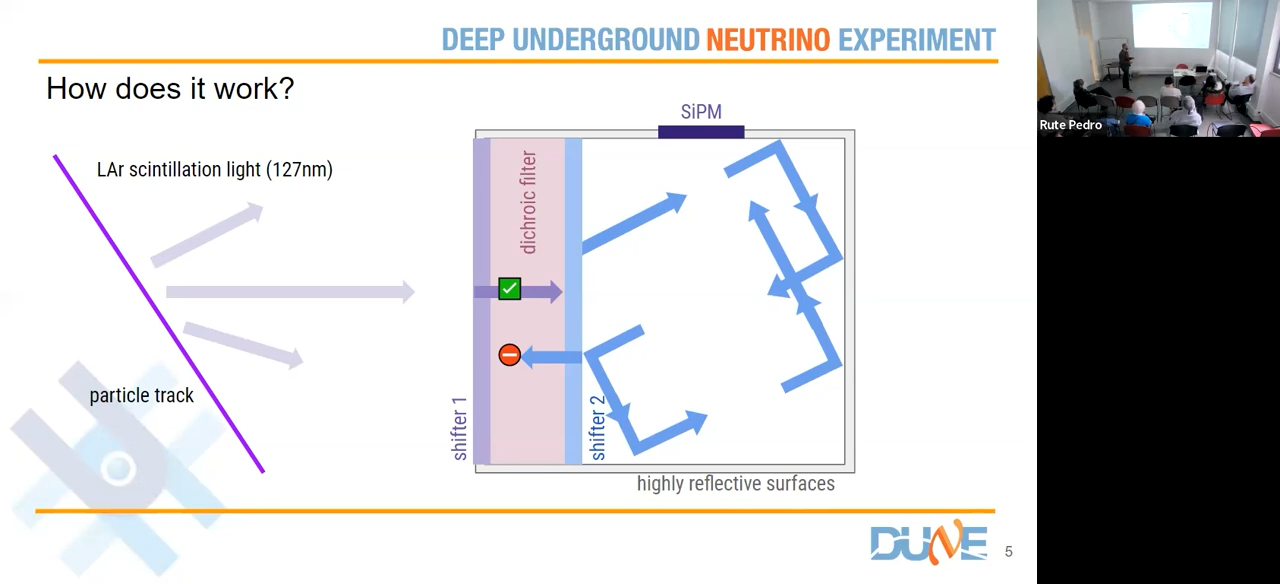 DEEP UNDERGROUND NEUTRINO EXPERIMENT
How does it work?
LAr scintillation light (127nm)
particle track
SiPM
dichroic filter
shifter 1
shifter 2
highly reflective surfaces
DUNE
5
Rute Pedro